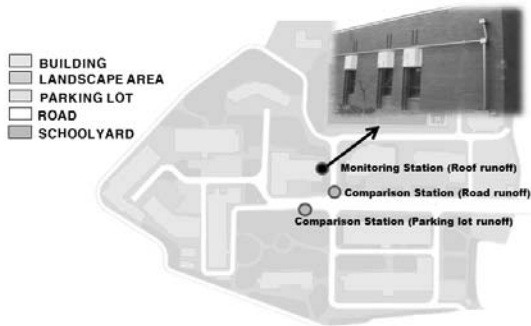 BUILDING
LANDSCAPE AREA
PARKING LOT
ROAD
SCHOOLYARD
Monitoring Station (Roof runoff)
Comparison Station (Road runoff)
Comparison Station (Parking lot runoff)